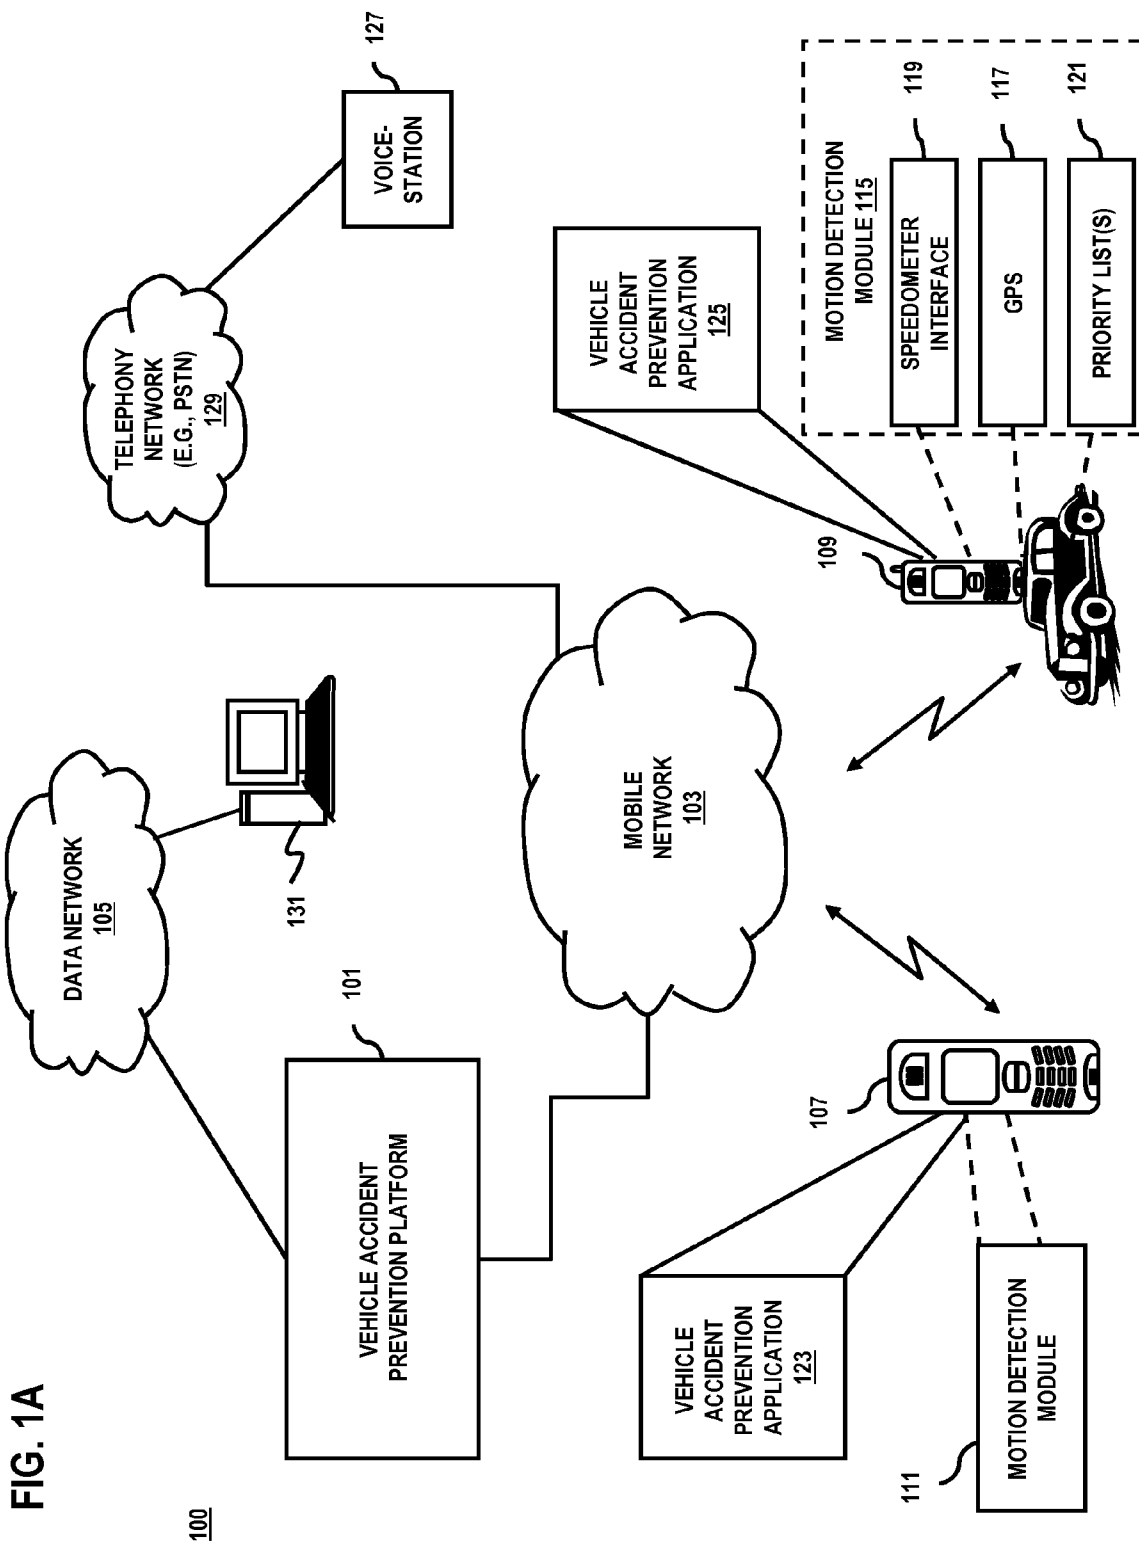 FIG. 1A
100
DATA NETWORK
105
131
TELEPHONY
NETWORK
(E.G., PSTN)
129
VOICE-
STATION
127
101
VEHICLE ACCIDENT
PREVENTION PLATFORM
MOBILE
NETWORK
103
VEHICLE
ACCIDENT
PREVENTION
APPLICATION
125
VEHICLE
ACCIDENT
PREVENTION
APPLICATION
123
107
109
MOTION DETECTION
MODULE 115
SPEEDOMETER
INTERFACE
119
GPS
117
PRIORITY LIST(S)
121
111
MOTION DETECTION
MODULE